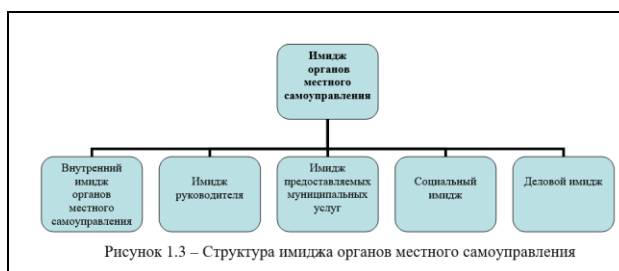 Имидж
органов
местного
самоуправления
Внутренний
имидж
органов
местного
самоуправления
Имидж
руководителя
Имидж
предоставляемых
муниципальных
услуг
Социальный
имидж
Деловой имидж
Рисунок 1.3 – Структура имиджа органов местного самоуправления